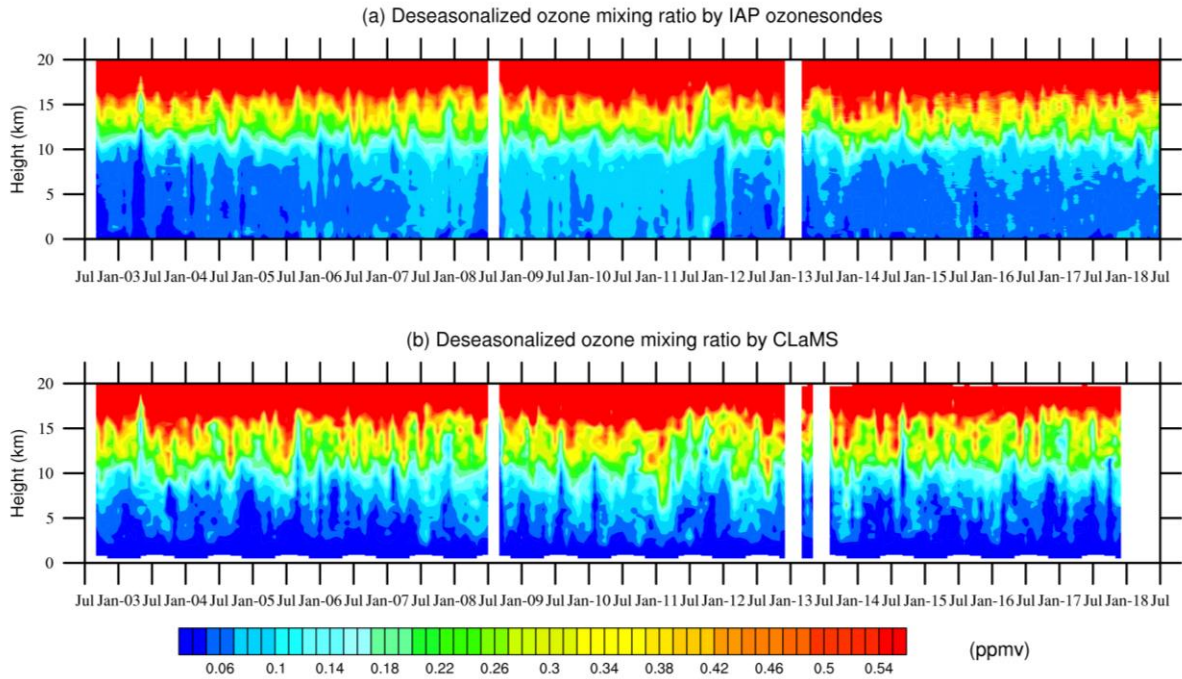 (a) Deseasonalized ozone mixing ratio by IAP ozonesondes
20
15
10
5
0
Height (km)
Jul Jan-03 Jul Jan-04 Jul Jan-05 Jul Jan-06 Jul Jan-07 Jul Jan-08 Jul Jan-09 Jul Jan-10 Jul Jan-11 Jul Jan-12 Jul Jan-13 Jul Jan-14 Jul Jan-15 Jul Jan-16 Jul Jan-17 Jul Jan-18 Jul
(b) Deseasonalized ozone mixing ratio by CLaMS
20
15
10
5
0
Height (km)
Jul Jan-03 Jul Jan-04 Jul Jan-05 Jul Jan-06 Jul Jan-07 Jul Jan-08 Jul Jan-09 Jul Jan-10 Jul Jan-11 Jul Jan-12 Jul Jan-13 Jul Jan-14 Jul Jan-15 Jul Jan-16 Jul Jan-17 Jul Jan-18 Jul
0.06 0.1 0.14 0.18 0.22 0.26 0.3 0.34 0.38 0.42 0.46 0.5 0.54
(ppmv)